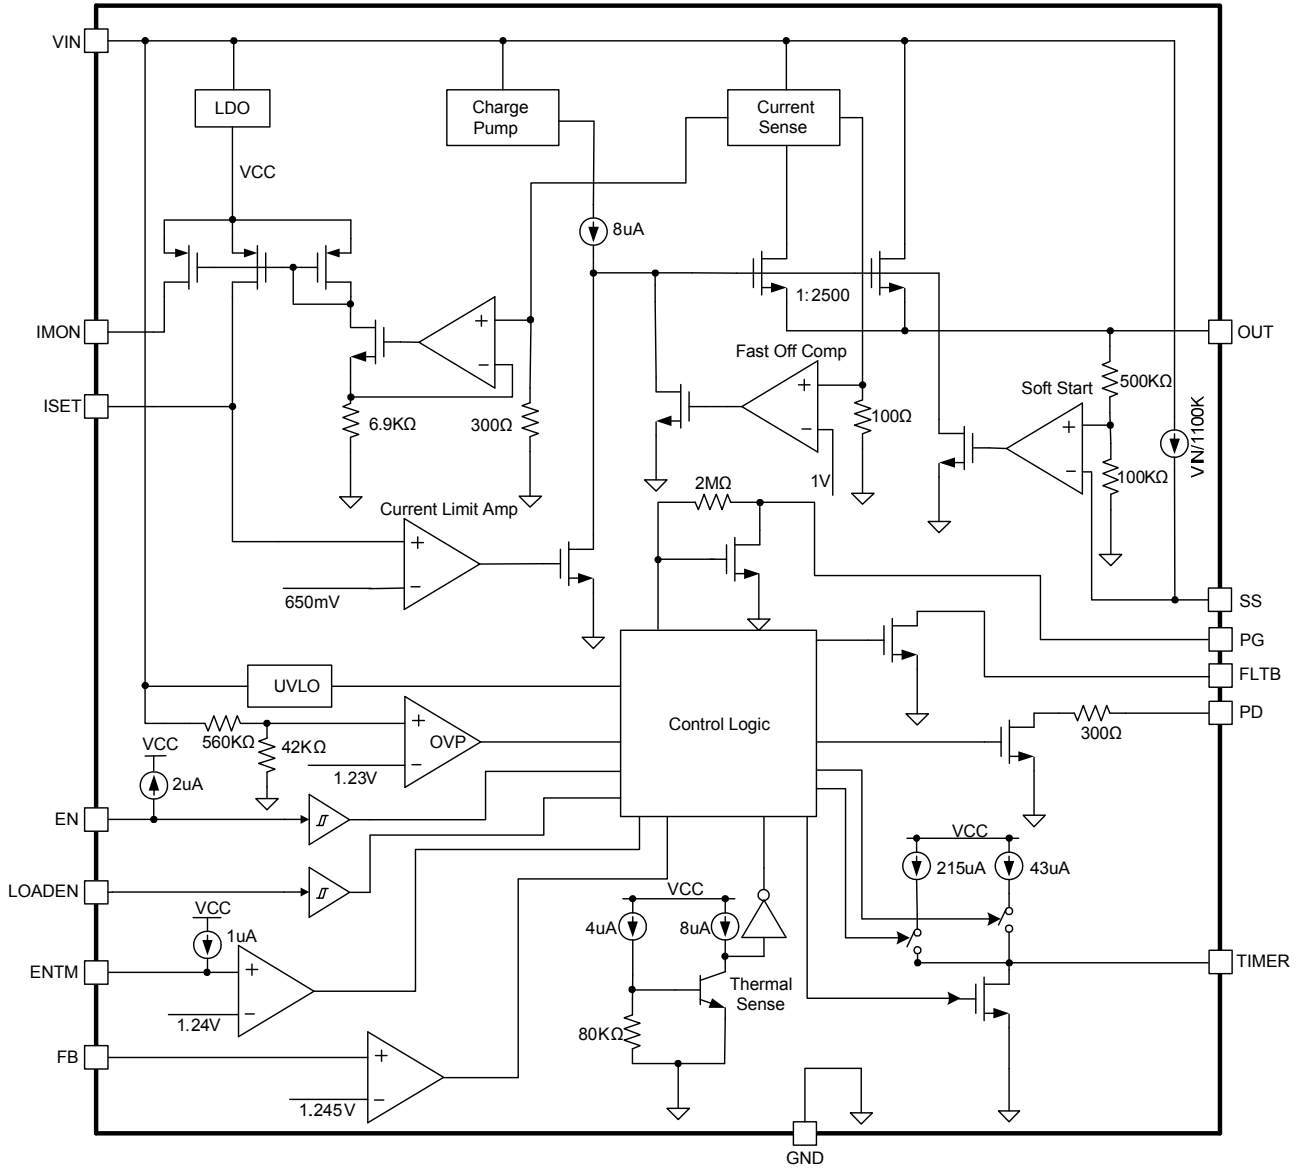 VIN
LDO
Charge
Pump
Current
Sense
VCC
8uA
1:2500
IMON
OUT
Fast Off Comp
Soft Start
500KΩ
ISET
6.9KΩ
300Ω
100Ω
VIN/1100K
1V
100KΩ
2MΩ
Current Limit Amp
650mV
SS
PG
FLTB
UVLO
PD
Control Logic
560KΩ
42KΩ
OVP
300Ω
VCC
1.23V
2uA
EN
VCC
215uA
43uA
LOADEN
VCC
VCC
4uA
8uA
1uA
ENTM
TIMER
Thermal
Sense
1.24V
80KΩ
FB
1.245V
GND